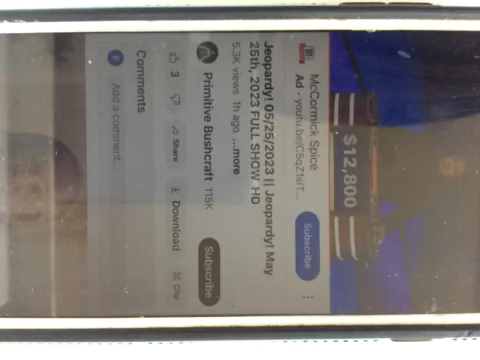 $12,800
McCormick Spice
Ad · youtu.be/C5qZ1sIT...
Subscribe
Jeopardy! 05/25/2023 || Jeopardy! May
25th, 2023 FULL SHOW HD
5.3K views 1h ago ...more
Primitive Bushcraft 115K
Subscribe
3
Share
Download
Clip
Comments
Add a comment...